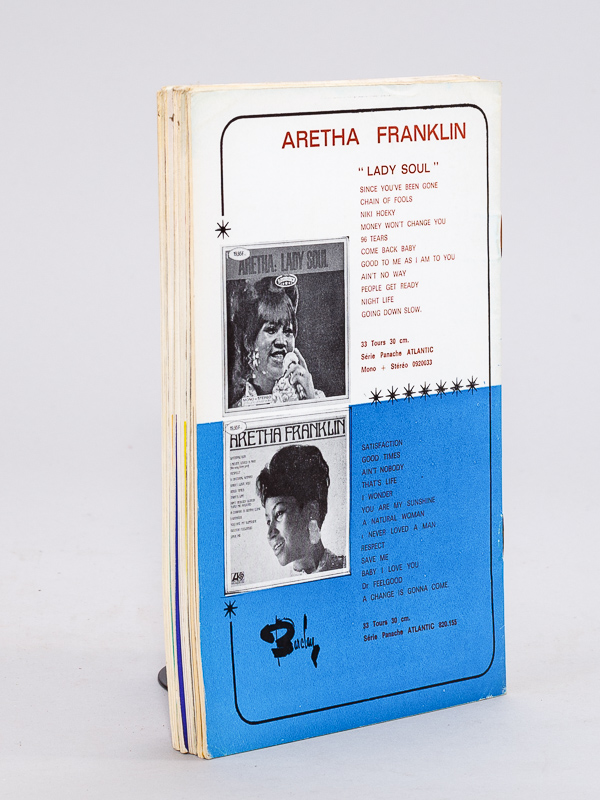 ARETHA FRANKLIN
" LADY SOUL "
SINCE YOU'VE BEEN GONE
CHAIN OF FOOLS
NIKI HOEKY
MONEY WON'T CHANGE YOU
96 TEARS
COME BACK BABY
GOOD TO ME AS I AM TO YOU
AIN'T NO WAY
PEOPLE GET READY
NIGHT LIFE
GOING DOWN SLOW.
33 Tours 30 cm.
Série Panache ATLANTIC
Mono + Stéréo 0920033
ARETHA: LADY SOUL
ARETHA FRANKLIN
SATISFACTION
GOOD TIMES
AIN'T NOBODY
THAT'S LIFE
I WONDER
YOU ARE MY SUNSHINE
A NATURAL WOMAN
I NEVER LOVED A MAN
RESPECT
SAVE ME
BABY I LOVE YOU
Dr FEELGOOD
A CHANGE IS GONNA COME
33 Tours 30 cm.
Série Panache ATLANTIC 820.155
Barclay